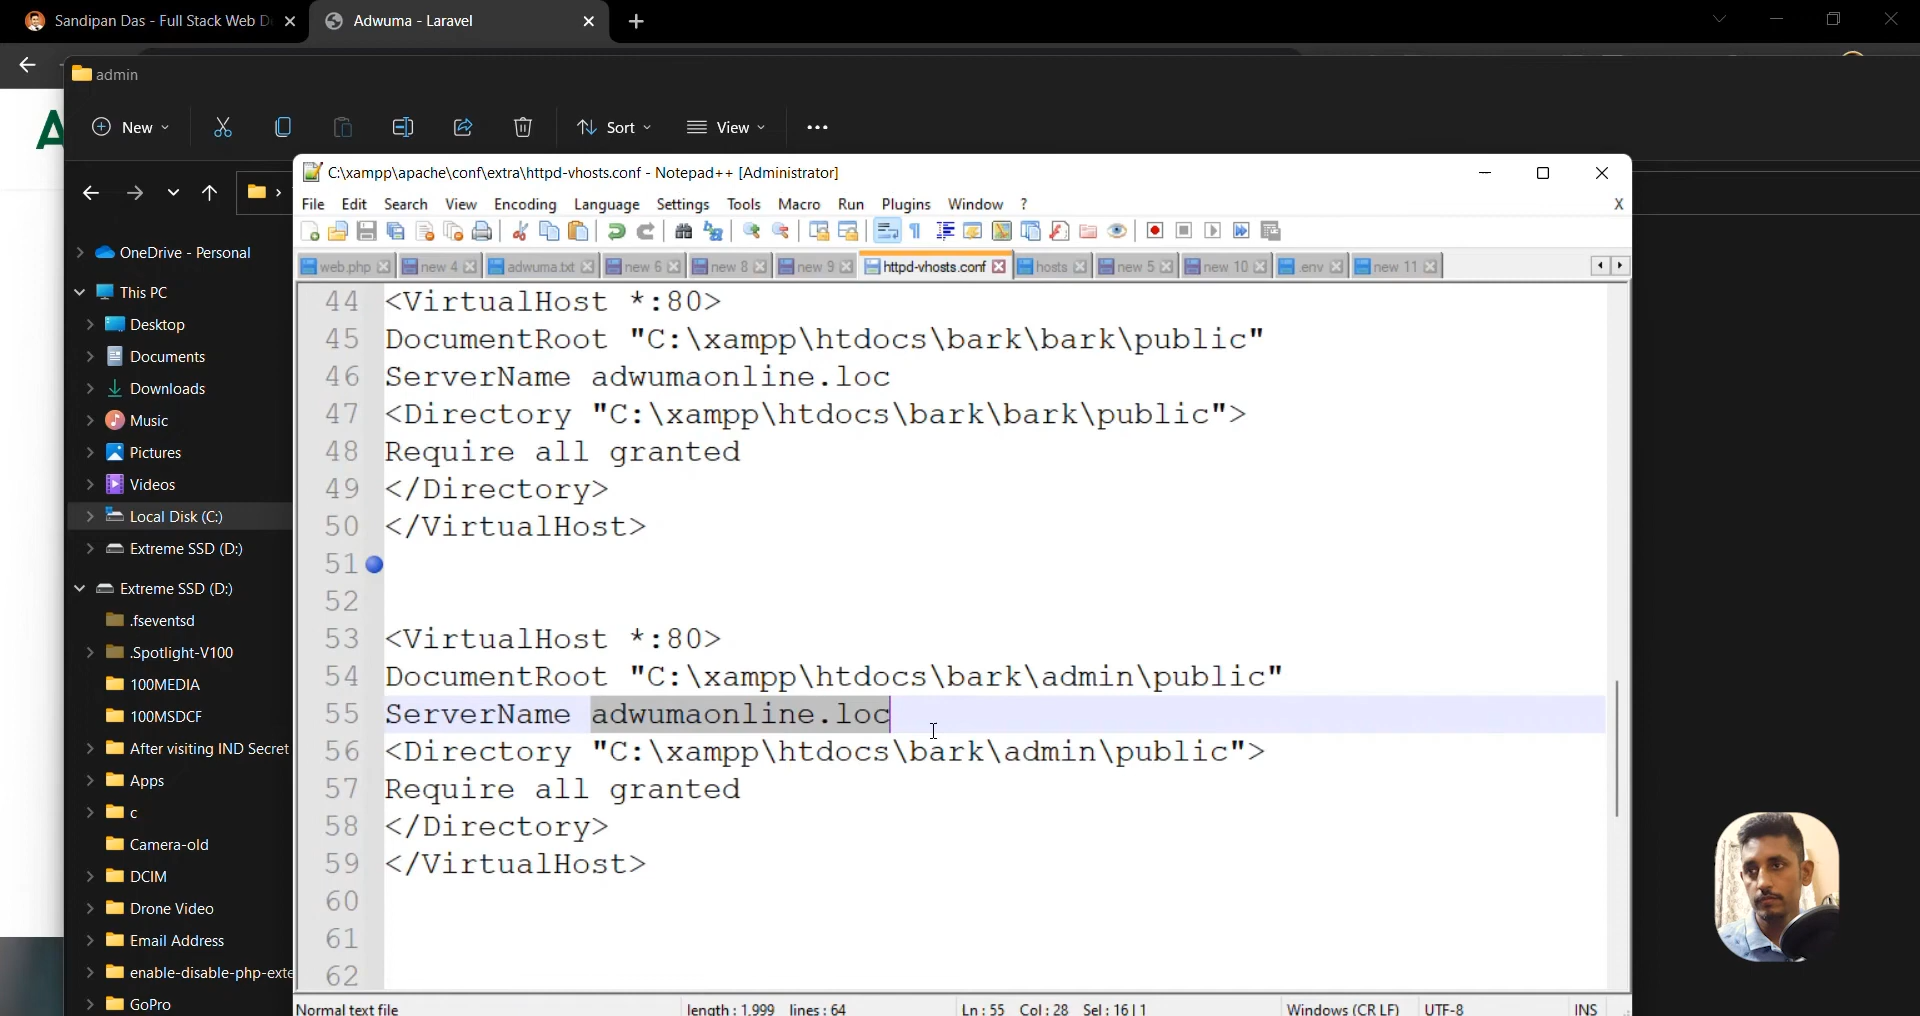 Sandipan Das - Full Stack Web D
Adwuma - Laravel
admin
New
Sort
View
C:\xampp\apache\conf\extra\httpd-vhosts.conf - Notepad++ [Administrator]
File Edit Search View Encoding Language Settings Tools Macro Run Plugins Window ?
X
web.php new 4 adwuma.txt new 6 new 8 new 9 httpd-vhosts.conf hosts new 5 new 10 .env new 11
OneDrive - Personal
This PC
Desktop
Documents
Downloads
Music
Pictures
Videos
Local Disk (C:)
Extreme SSD (D:)
Extreme SSD (D:)
.fseventsd
.Spotlight-V100
100MEDIA
100MSDCF
After visiting IND Secret
Apps
c
Camera-old
DCIM
Drone Video
Email Address
enable-disable-php-exte
GoPro
A
44 <VirtualHost *:80>
45 DocumentRoot "C:\xampp\htdocs\bark\bark\public"
46 ServerName adwumaonline.loc
47 <Directory "C:\xampp\htdocs\bark\bark\public">
48 Require all granted
49 </Directory>
50 </VirtualHost>
51
52
53 <VirtualHost *:80>
54 DocumentRoot "C:\xampp\htdocs\bark\admin\public"
55 ServerName adwumaonline.loc
56 <Directory "C:\xampp\htdocs\bark\admin\public">
57 Require all granted
58 </Directory>
59 </VirtualHost>
60
61
62
Normal text file length : 1,999 lines : 64 Ln : 55 Col : 28 Sel : 16 | 1 Windows (CR LF) UTF-8 INS